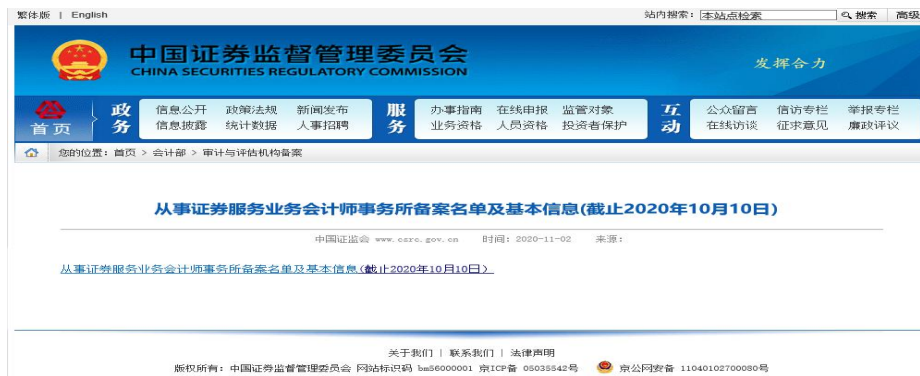 繁体版 | English 站内搜索: 本站点检索 搜索 高级
中国证券监督管理委员会
CHINA SECURITIES REGULATORY COMMISSION
发挥合力
首页 政务 信息公开 政策法规 新闻发布 服务 办事指南 在线申报 监管对象 互动 公众留言 信访专栏 举报专栏
信息披露 统计数据 人事招聘 业务资格 人员资格 投资者保护 在线访谈 征求意见 廉政评议
您的位置: 首页 > 会计部 > 审计与评估机构备案
从事证券服务业务会计师事务所备案名单及基本信息(截止2020年10月10日)
中国证监会 www.csrc.gov.cn 时间: 2020-11-02 来源:
从事证券服务业务会计师事务所备案名单及基本信息(截止2020年10月10日)
关于我们 | 联系我们 | 法律声明
版权所有: 中国证券监督管理委员会 网站标识码 bm56000001 京ICP备 05035542号 京公网安备 11040102700080号